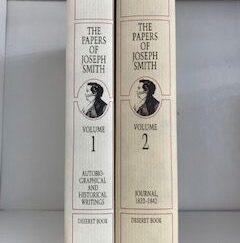 THE
PAPERS
OF
JOSEPH
SMITH
VOLUME
1
AUTOBIO-
GRAPHICAL
AND
HISTORICAL
WRITINGS
DESERET BOOK
THE
PAPERS
OF
JOSEPH
SMITH
VOLUME
2
JOURNAL,
1832-1842
DESERET BOOK